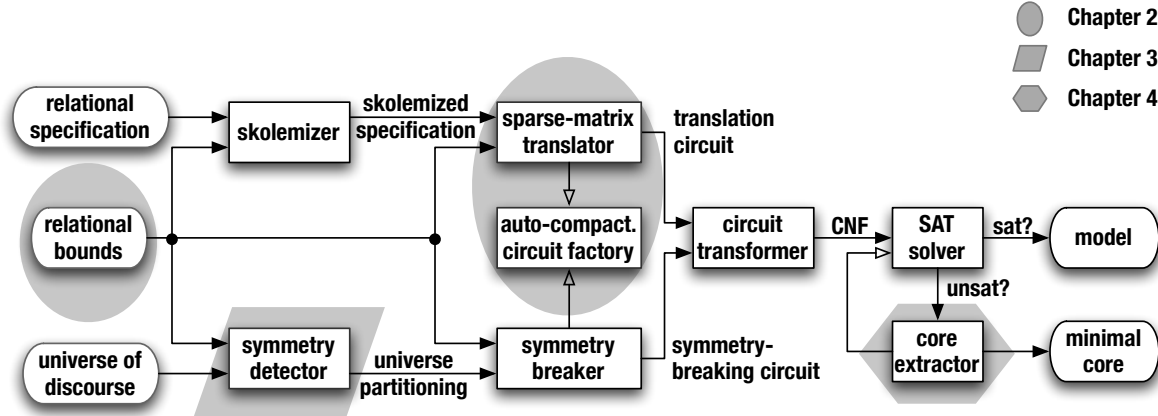 Chapter 2
Chapter 3
Chapter 4
relational
specification
skolemizer
skolemized
specification
sparse-matrix
translator
translation
circuit
relational
bounds
auto-compact.
circuit factory
circuit
transformer
CNF
SAT
solver
sat?
model
unsat?
universe of
discourse
symmetry
detector
universe
partitioning
symmetry
breaker
symmetry-
breaking circuit
core
extractor
minimal
core